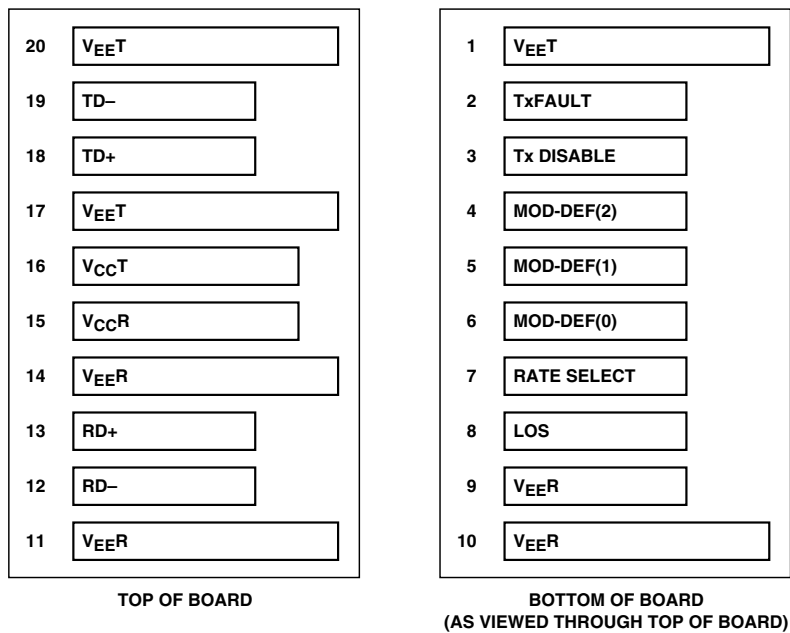 20 VEET
19 TD–
18 TD+
17 VEET
16 VCCT
15 VCCR
14 VEER
13 RD+
12 RD–
11 VEER
TOP OF BOARD
1 VEET
2 TxFAULT
3 Tx DISABLE
4 MOD-DEF(2)
5 MOD-DEF(1)
6 MOD-DEF(0)
7 RATE SELECT
8 LOS
9 VEER
10 VEER
BOTTOM OF BOARD
(AS VIEWED THROUGH TOP OF BOARD)